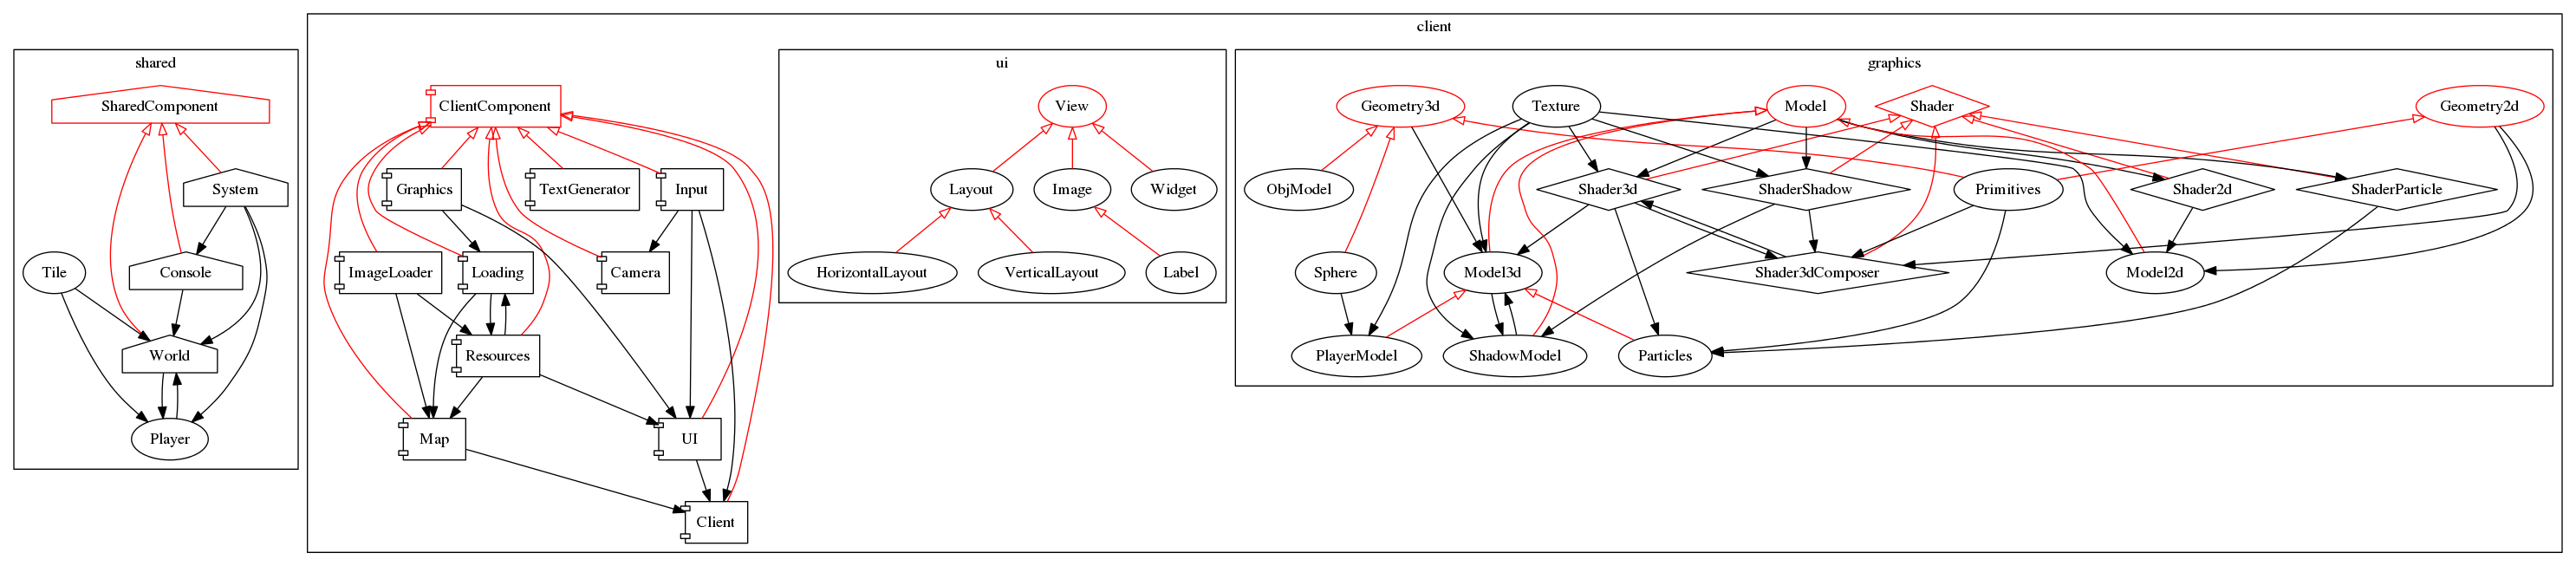 client
shared
ui
graphics
SharedComponent
ClientComponent
View
Geometry3d
Texture
Model
Shader
Geometry2d
System
Graphics
TextGenerator
Input
Layout
Image
Widget
ObjModel
Shader3d
ShaderShadow
Primitives
Shader2d
ShaderParticle
Tile
Console
ImageLoader
Loading
Camera
HorizontalLayout
VerticalLayout
Label
Sphere
Model3d
Shader3dComposer
Model2d
World
Resources
PlayerModel
ShadowModel
Particles
Player
Map
UI
Client